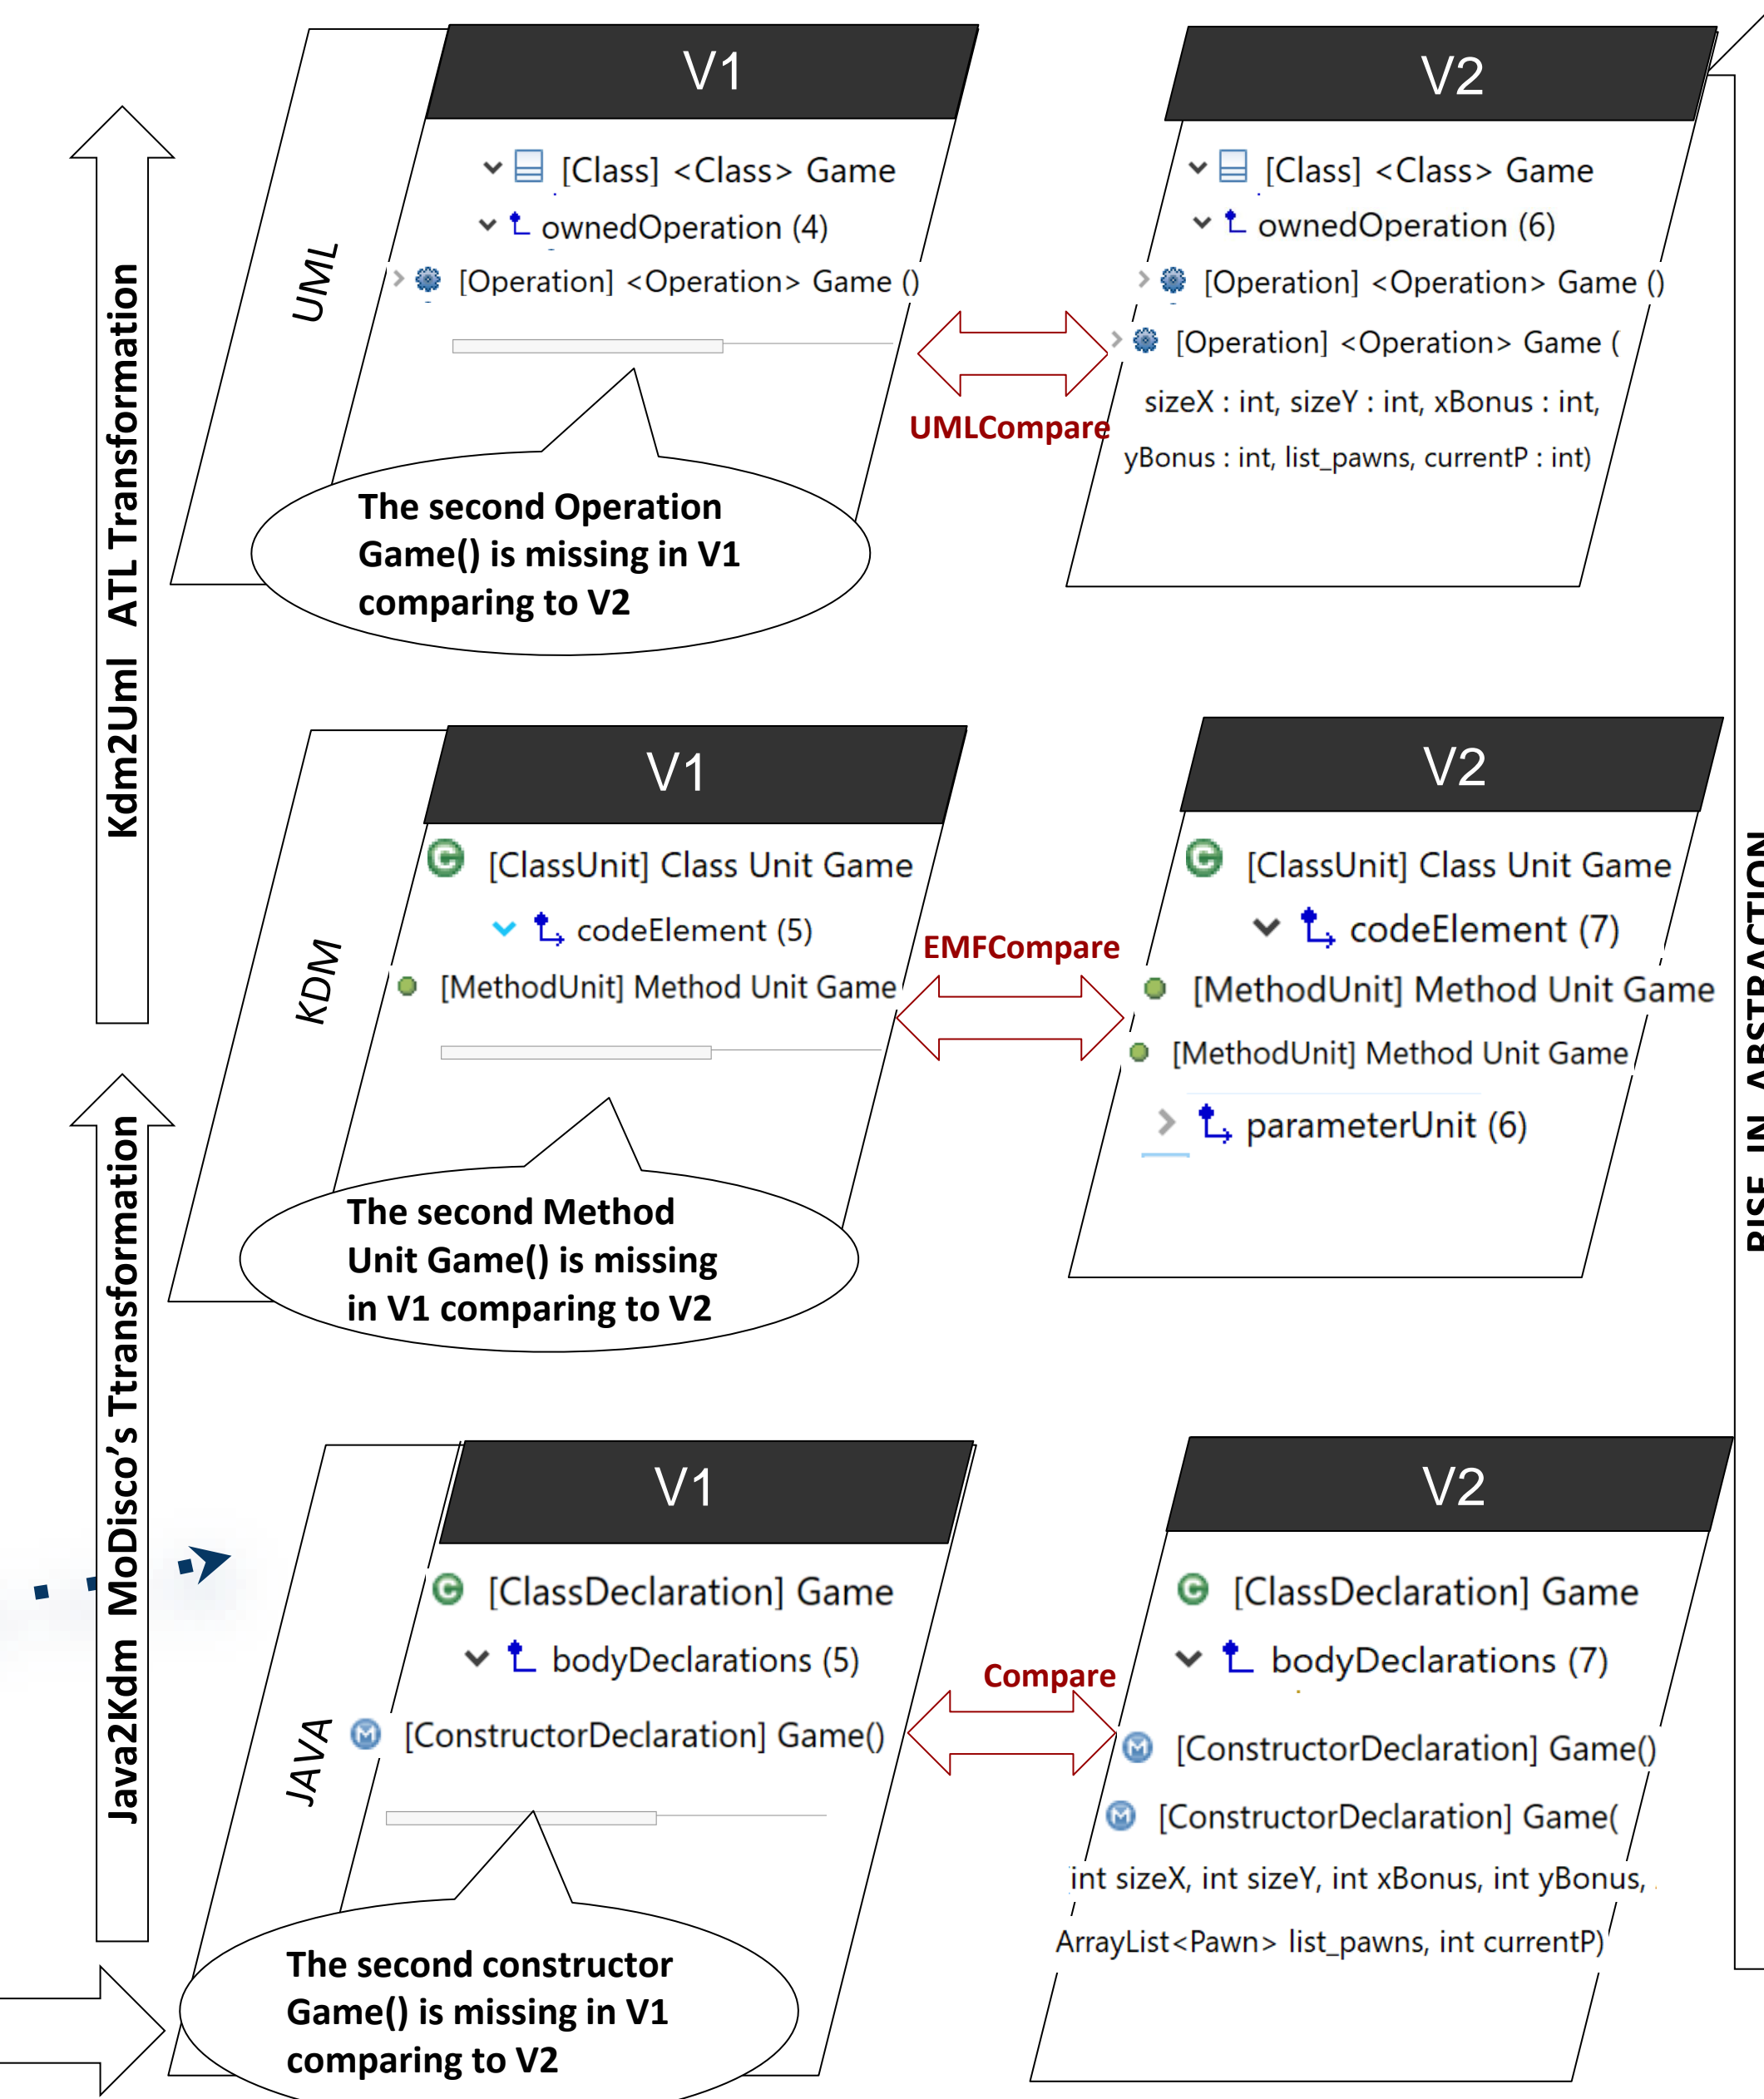 Kdm2Uml ATL Transformation
UML
V1
[Class] <Class> Game
ownedOperation (4)
[Operation] <Operation> Game ()
The second Operation
Game() is missing in V1
comparing to V2
UMLCompare
V2
[Class] <Class> Game
ownedOperation (6)
[Operation] <Operation> Game ()
[Operation] <Operation> Game (
sizeX : int, sizeY : int, xBonus : int,
yBonus : int, list_pawns, currentP : int)
KDM
V1
[ClassUnit] Class Unit Game
codeElement (5)
[MethodUnit] Method Unit Game
The second Method
Unit Game() is missing
in V1 comparing to V2
EMFCompare
V2
[ClassUnit] Class Unit Game
codeElement (7)
[MethodUnit] Method Unit Game
[MethodUnit] Method Unit Game
parameterUnit (6)
RISE IN ABSTRACTION
Java2Kdm MoDisco’s Ttransformation
JAVA
V1
[ClassDeclaration] Game
bodyDeclarations (5)
[ConstructorDeclaration] Game()
The second constructor
Game() is missing in V1
comparing to V2
Compare
V2
[ClassDeclaration] Game
bodyDeclarations (7)
[ConstructorDeclaration] Game()
[ConstructorDeclaration] Game(
int sizeX, int sizeY, int xBonus, int yBonus,
ArrayList<Pawn> list_pawns, int currentP)